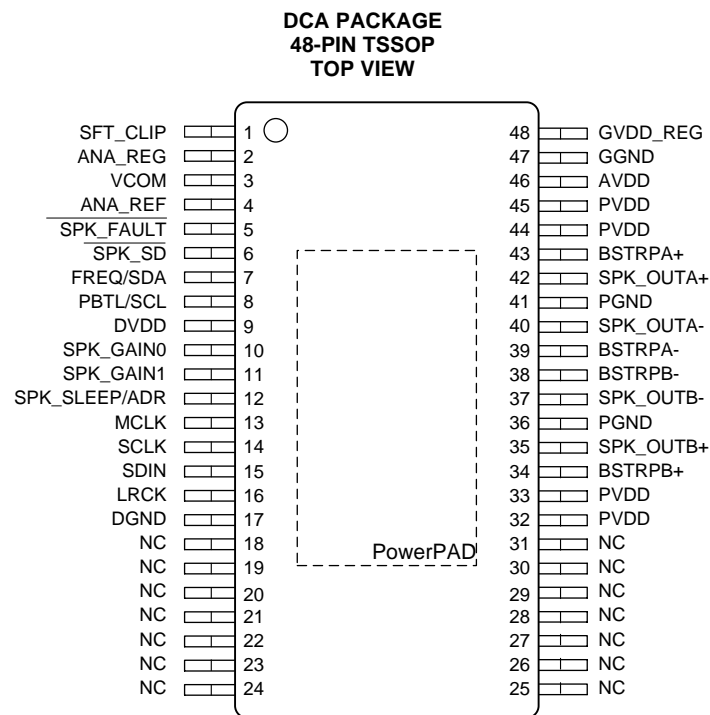 DCA PACKAGE
48-PIN TSSOP
TOP VIEW
SFT_CLIP 1 48 GVDD_REG
ANA_REG 2 47 GGND
VCOM 3 46 AVDD
ANA_REF 4 45 PVDD
SPK_FAULT 5 44 PVDD
SPK_SD 6 43 BSTRPA+
FREQ/SDA 7 42 SPK_OUTA+
PBTL/SCL 8 41 PGND
DVDD 9 40 SPK_OUTA-
SPK_GAIN0 10 39 BSTRPA-
SPK_GAIN1 11 38 BSTRPB-
SPK_SLEEP/ADR 12 37 SPK_OUTB-
MCLK 13 36 PGND
SCLK 14 35 SPK_OUTB+
SDIN 15 34 BSTRPB+
LRCK 16 33 PVDD
DGND 17 32 PVDD
NC 18 PowerPAD 31 NC
NC 19 30 NC
NC 20 29 NC
NC 21 28 NC
NC 22 27 NC
NC 23 26 NC
NC 24 25 NC